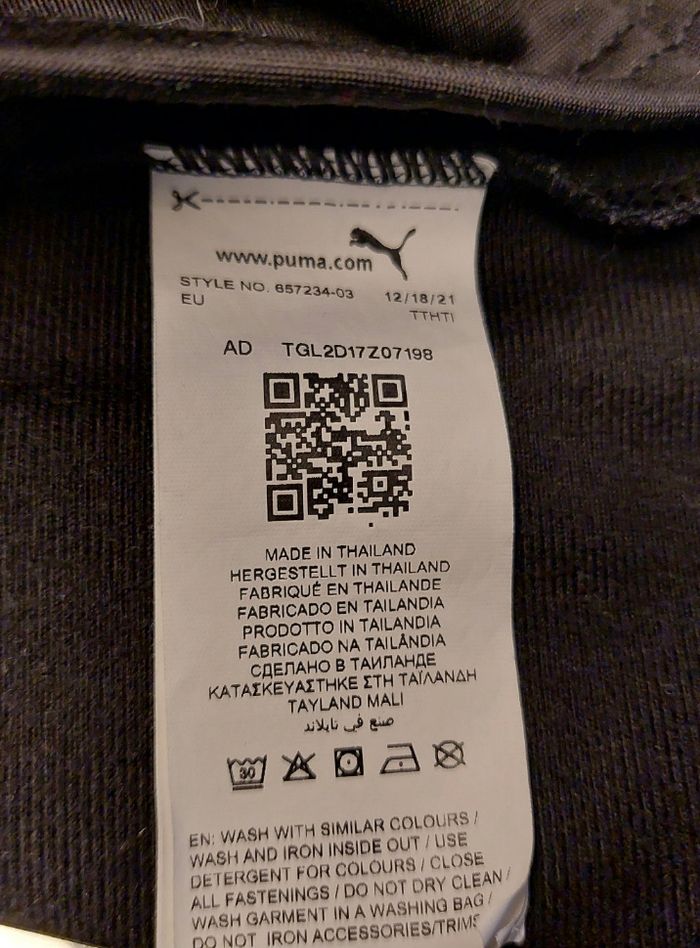 www.puma.com
STYLE NO. 657234-03 12/18/21
EU TTHTI
AD TGL2D17Z07198
MADE IN THAILAND
HERGESTELLT IN THAILAND
FABRIQUÉ EN THAILANDE
FABRICADO EN TAILANDIA
PRODOTTO IN TAILANDIA
FABRICADO NA TAILÂNDIA
СДЕЛАНО В ТАИЛАНДЕ
ΚΑΤΑΣΚΕΥΑΣΤΗΚΕ ΣΤΗ ΤΑΪΛΑΝΔΗ
TAYLAND MALI
صنع في تايلاند
30
EN: WASH WITH SIMILAR COLOURS /
WASH AND IRON INSIDE OUT / USE
DETERGENT FOR COLOURS / CLOSE
ALL FASTENINGS / DO NOT DRY CLEAN /
WASH GARMENT IN A WASHING BAG /
DO NOT IRON ACCESSORIES/TRIMS